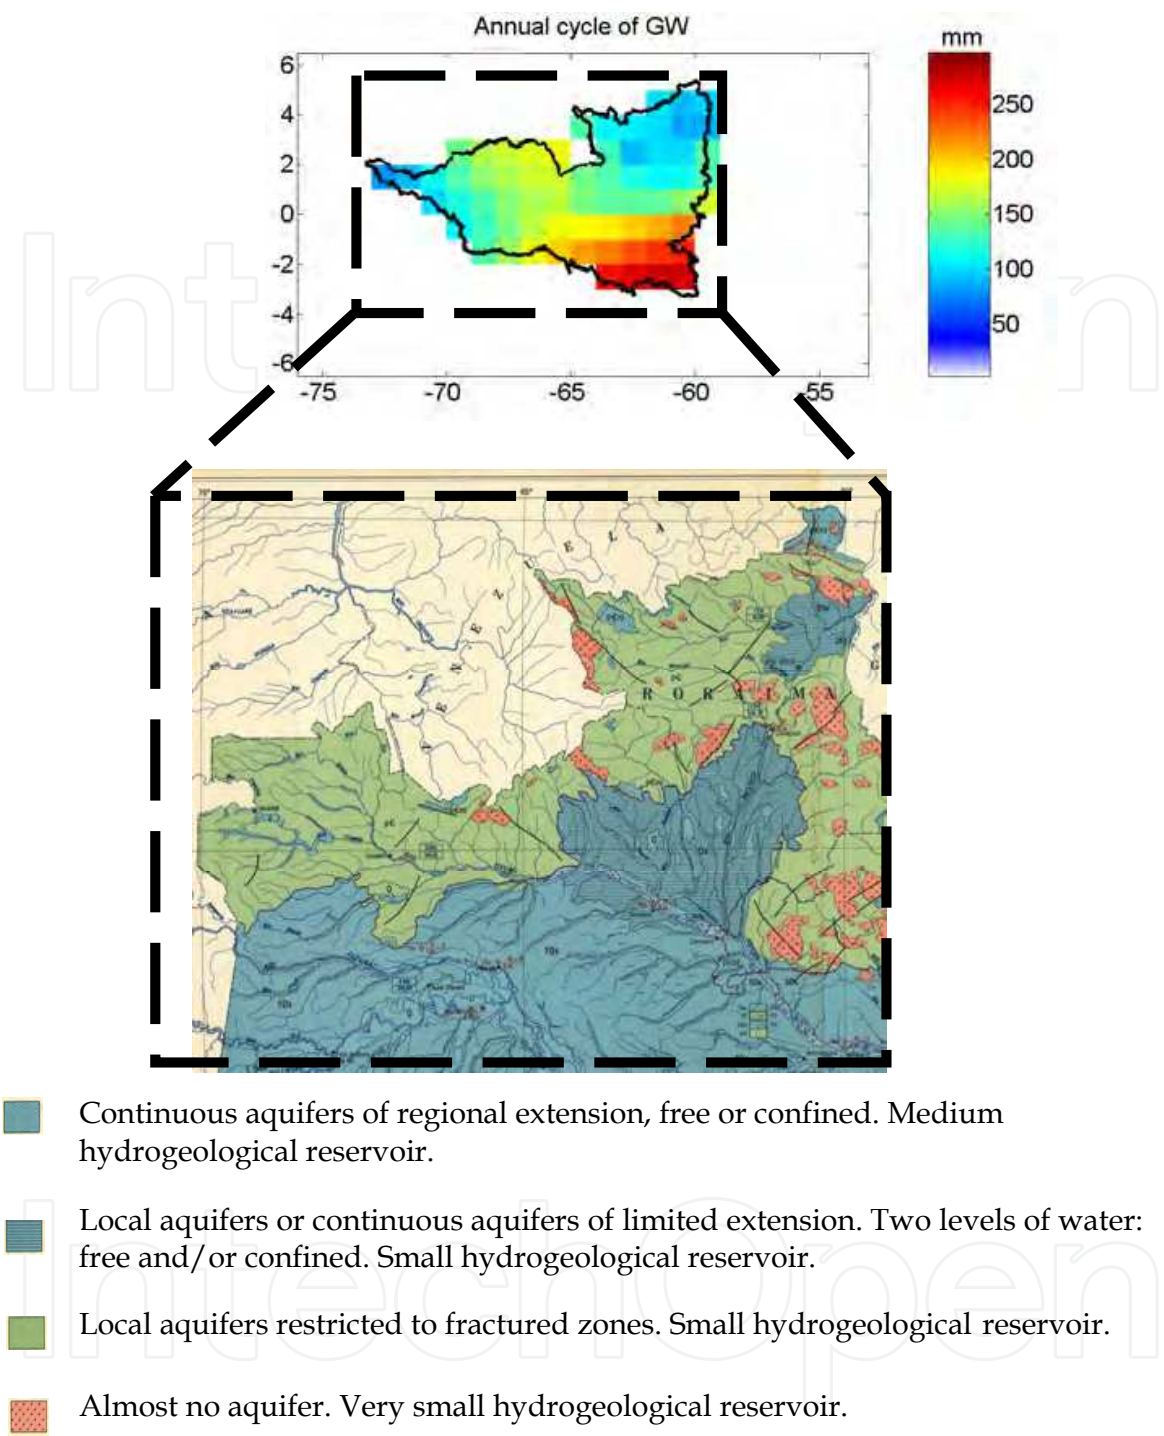 Annual cycle of GW
mm
6
4
2
0
-2
-4
-6
250
200
150
100
50
-75
-70
-65
-60
-55
V E N E Z U E L A
R O R A I M A
Continuous aquifers of regional extension, free or confined. Medium
hydrogeological reservoir.
Local aquifers or continuous aquifers of limited extension. Two levels of water:
free and/or confined. Small hydrogeological reservoir.
Local aquifers restricted to fractured zones. Small hydrogeological reservoir.
Almost no aquifer. Very small hydrogeological reservoir.
IntechOpen
IntechOpen